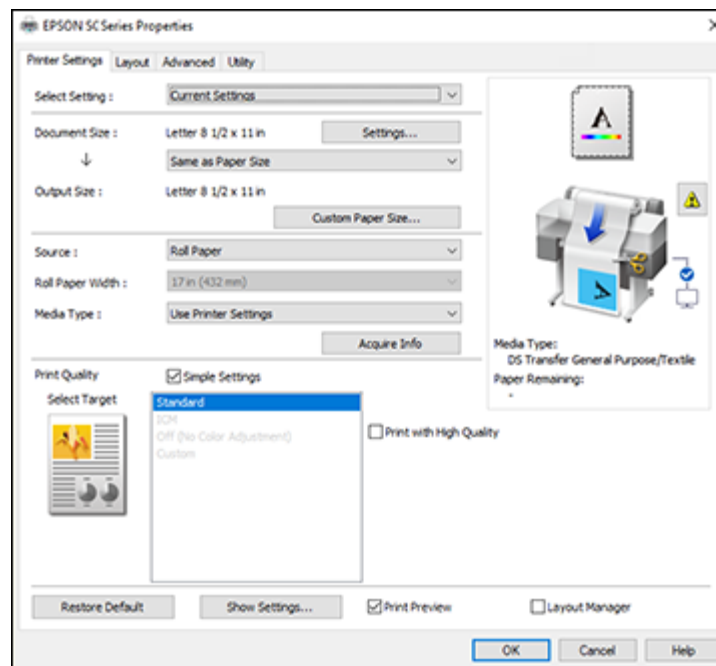 EPSON SC Series Properties
Printer Settings Layout Advanced Utility
Select Setting : Current Settings
Document Size : Letter 8 1/2 x 11 in Settings...
Same as Paper Size
Output Size : Letter 8 1/2 x 11 in
Custom Paper Size...
Source : Roll Paper
Roll Paper Width : 17 in (432 mm)
Media Type : Use Printer Settings
Acquire Info
Media Type:
DS Transfer General Purpose/Textile
Paper Remaining:
-
Print Quality Simple Settings
Select Target
Standard
ICM
Off (No Color Adjustment)
Custom
Print with High Quality
Restore Default Show Settings... Print Preview Layout Manager
OK Cancel Help
A
A